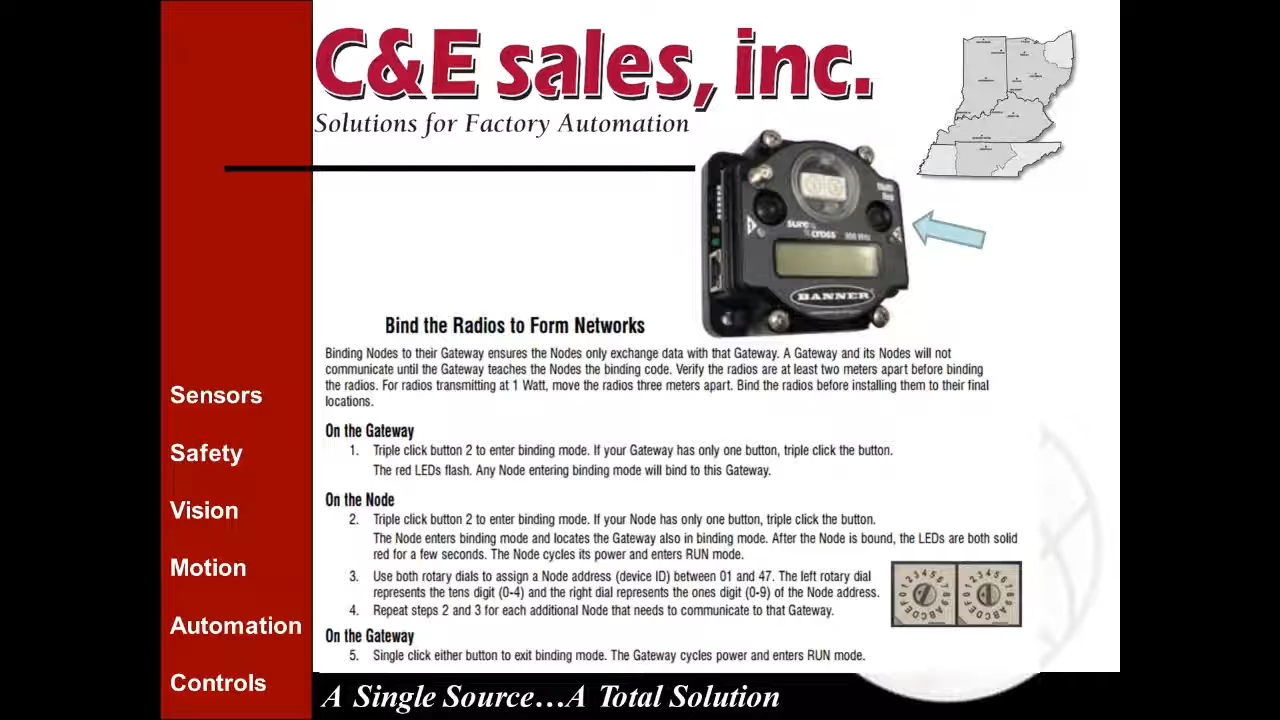 C&E sales, inc.
Solutions for Factory Automation
sure
cross
900 MHz
BANNER
Bind the Radios to Form Networks
Binding Nodes to their Gateway ensures the Nodes only exchange data with that Gateway. A Gateway and its Nodes will not
communicate until the Gateway teaches the Nodes the binding code. Verify the radios are at least two meters apart before binding
the radios. For radios transmitting at 1 Watt, move the radios three meters apart. Bind the radios before installing them to their final
locations.
On the Gateway
1. Triple click button 2 to enter binding mode. If your Gateway has only one button, triple click the button.
The red LEDs flash. Any Node entering binding mode will bind to this Gateway.
On the Node
2. Triple click button 2 to enter binding mode. If your Node has only one button, triple click the button.
The Node enters binding mode and locates the Gateway also in binding mode. After the Node is bound, the LEDs are both solid
red for a few seconds. The Node cycles its power and enters RUN mode.
3. Use both rotary dials to assign a Node address (device ID) between 01 and 47. The left rotary dial
represents the tens digit (0-4) and the right dial represents the ones digit (0-9) of the Node address.
4. Repeat steps 2 and 3 for each additional Node that needs to communicate to that Gateway.
On the Gateway
5. Single click either button to exit binding mode. The Gateway cycles power and enters RUN mode.
Sensors
Safety
Vision
Motion
Automation
Controls
A Single Source…A Total Solution